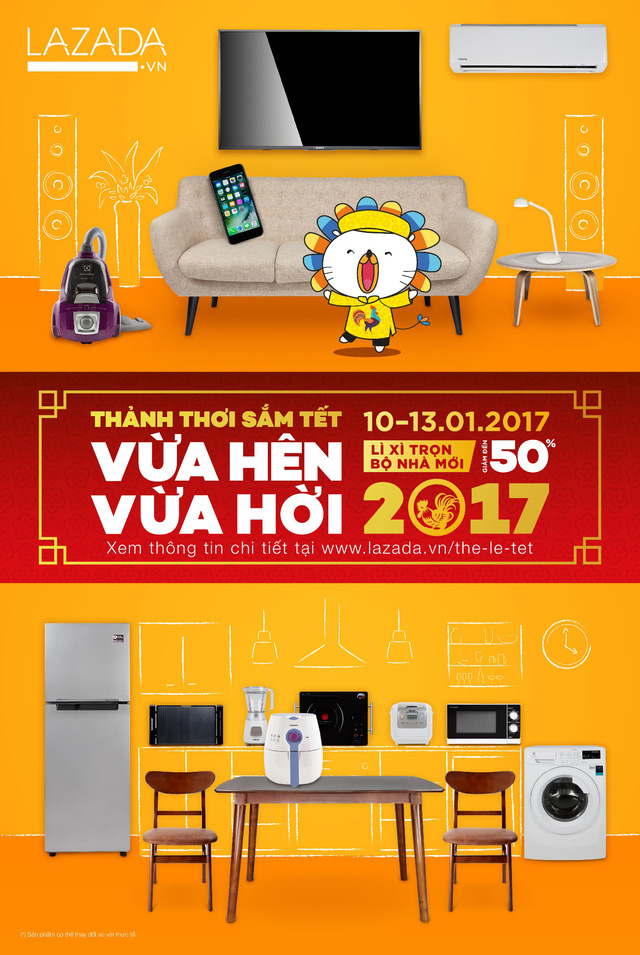 LAZADA
.VN
THẢNH THƠI SẮM TẾT
VỪA HÊN
VỪA HỜI
10-13.01.2017
LÌ XÌ TRỌN
BỘ NHÀ MỚI
GIẢM ĐẾN
50%
2017
Xem thông tin chi tiết tại www.lazada.vn/the-le-tet
(*) Sản phẩm có thể thay đổi so với thực tế.